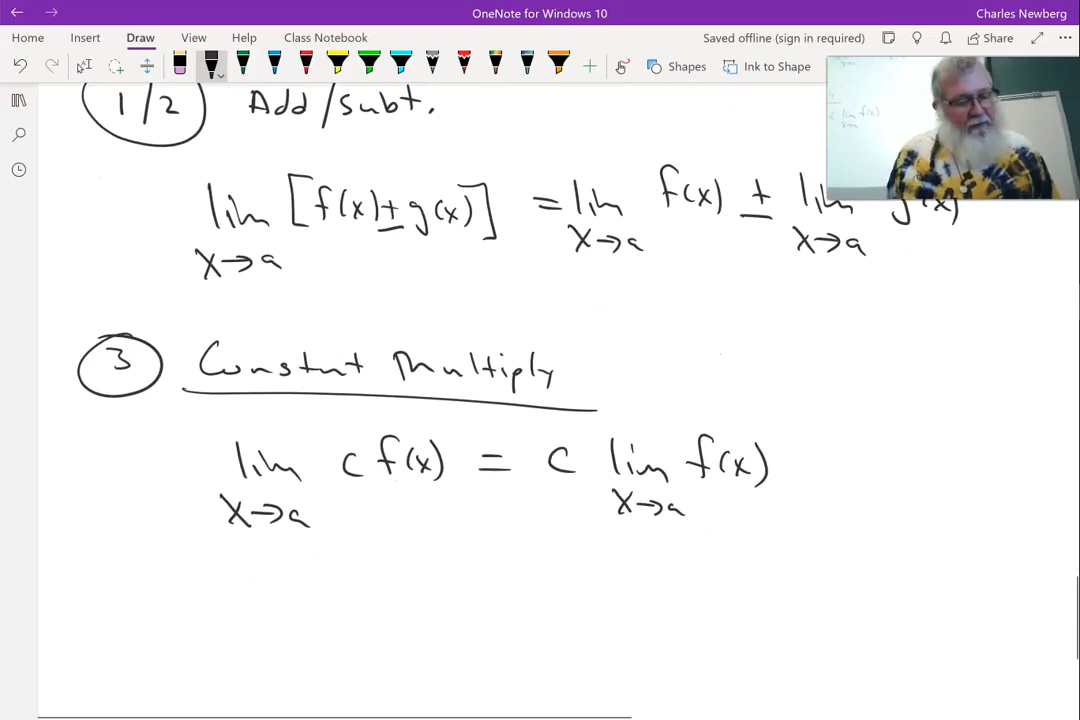 OneNote for Windows 10
Charles Newberg
Home Insert Draw View Help Class Notebook
Saved offline (sign in required)
Share
Shapes
Ink to Shape
1/2 Add/subt.
lim [f(x)±g(x)] = lim f(x) ± lim g(x)
x→a x→a x→a
3 Constut Multiply
lim c f(x) = c lim f(x)
x→a x→a